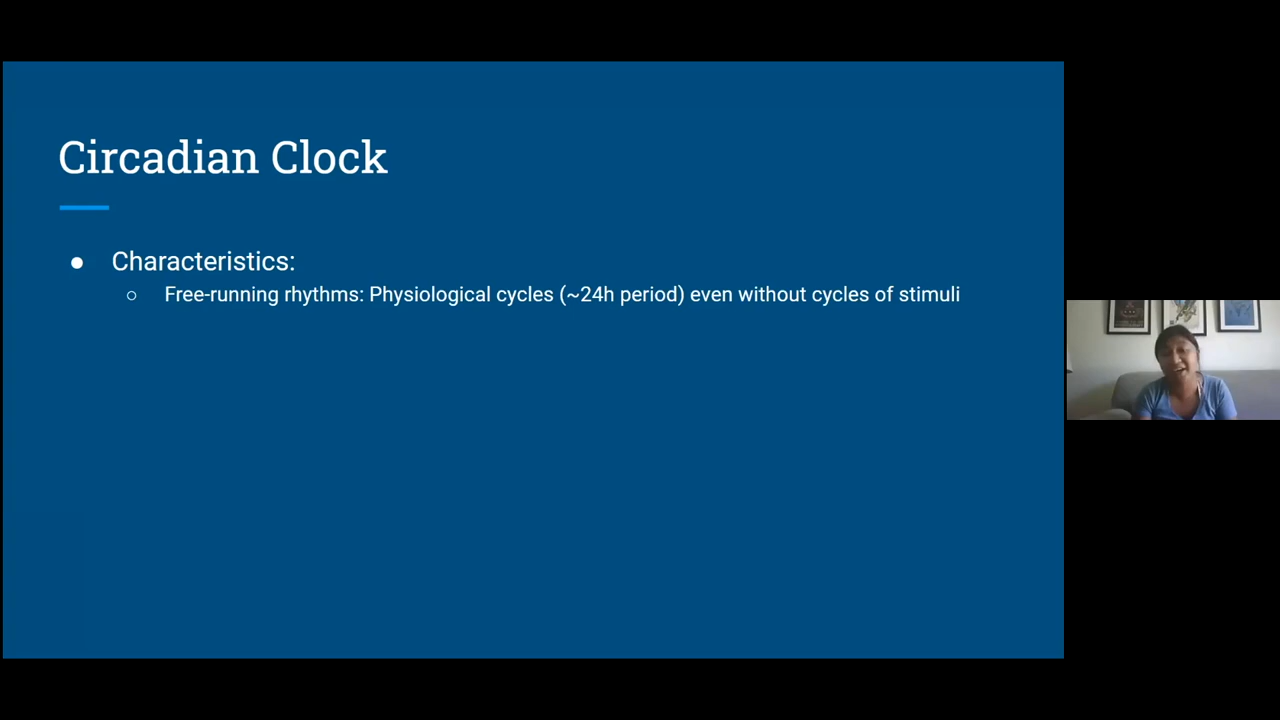 Circadian Clock
● Characteristics:
○ Free-running rhythms: Physiological cycles (~24h period) even without cycles of stimuli